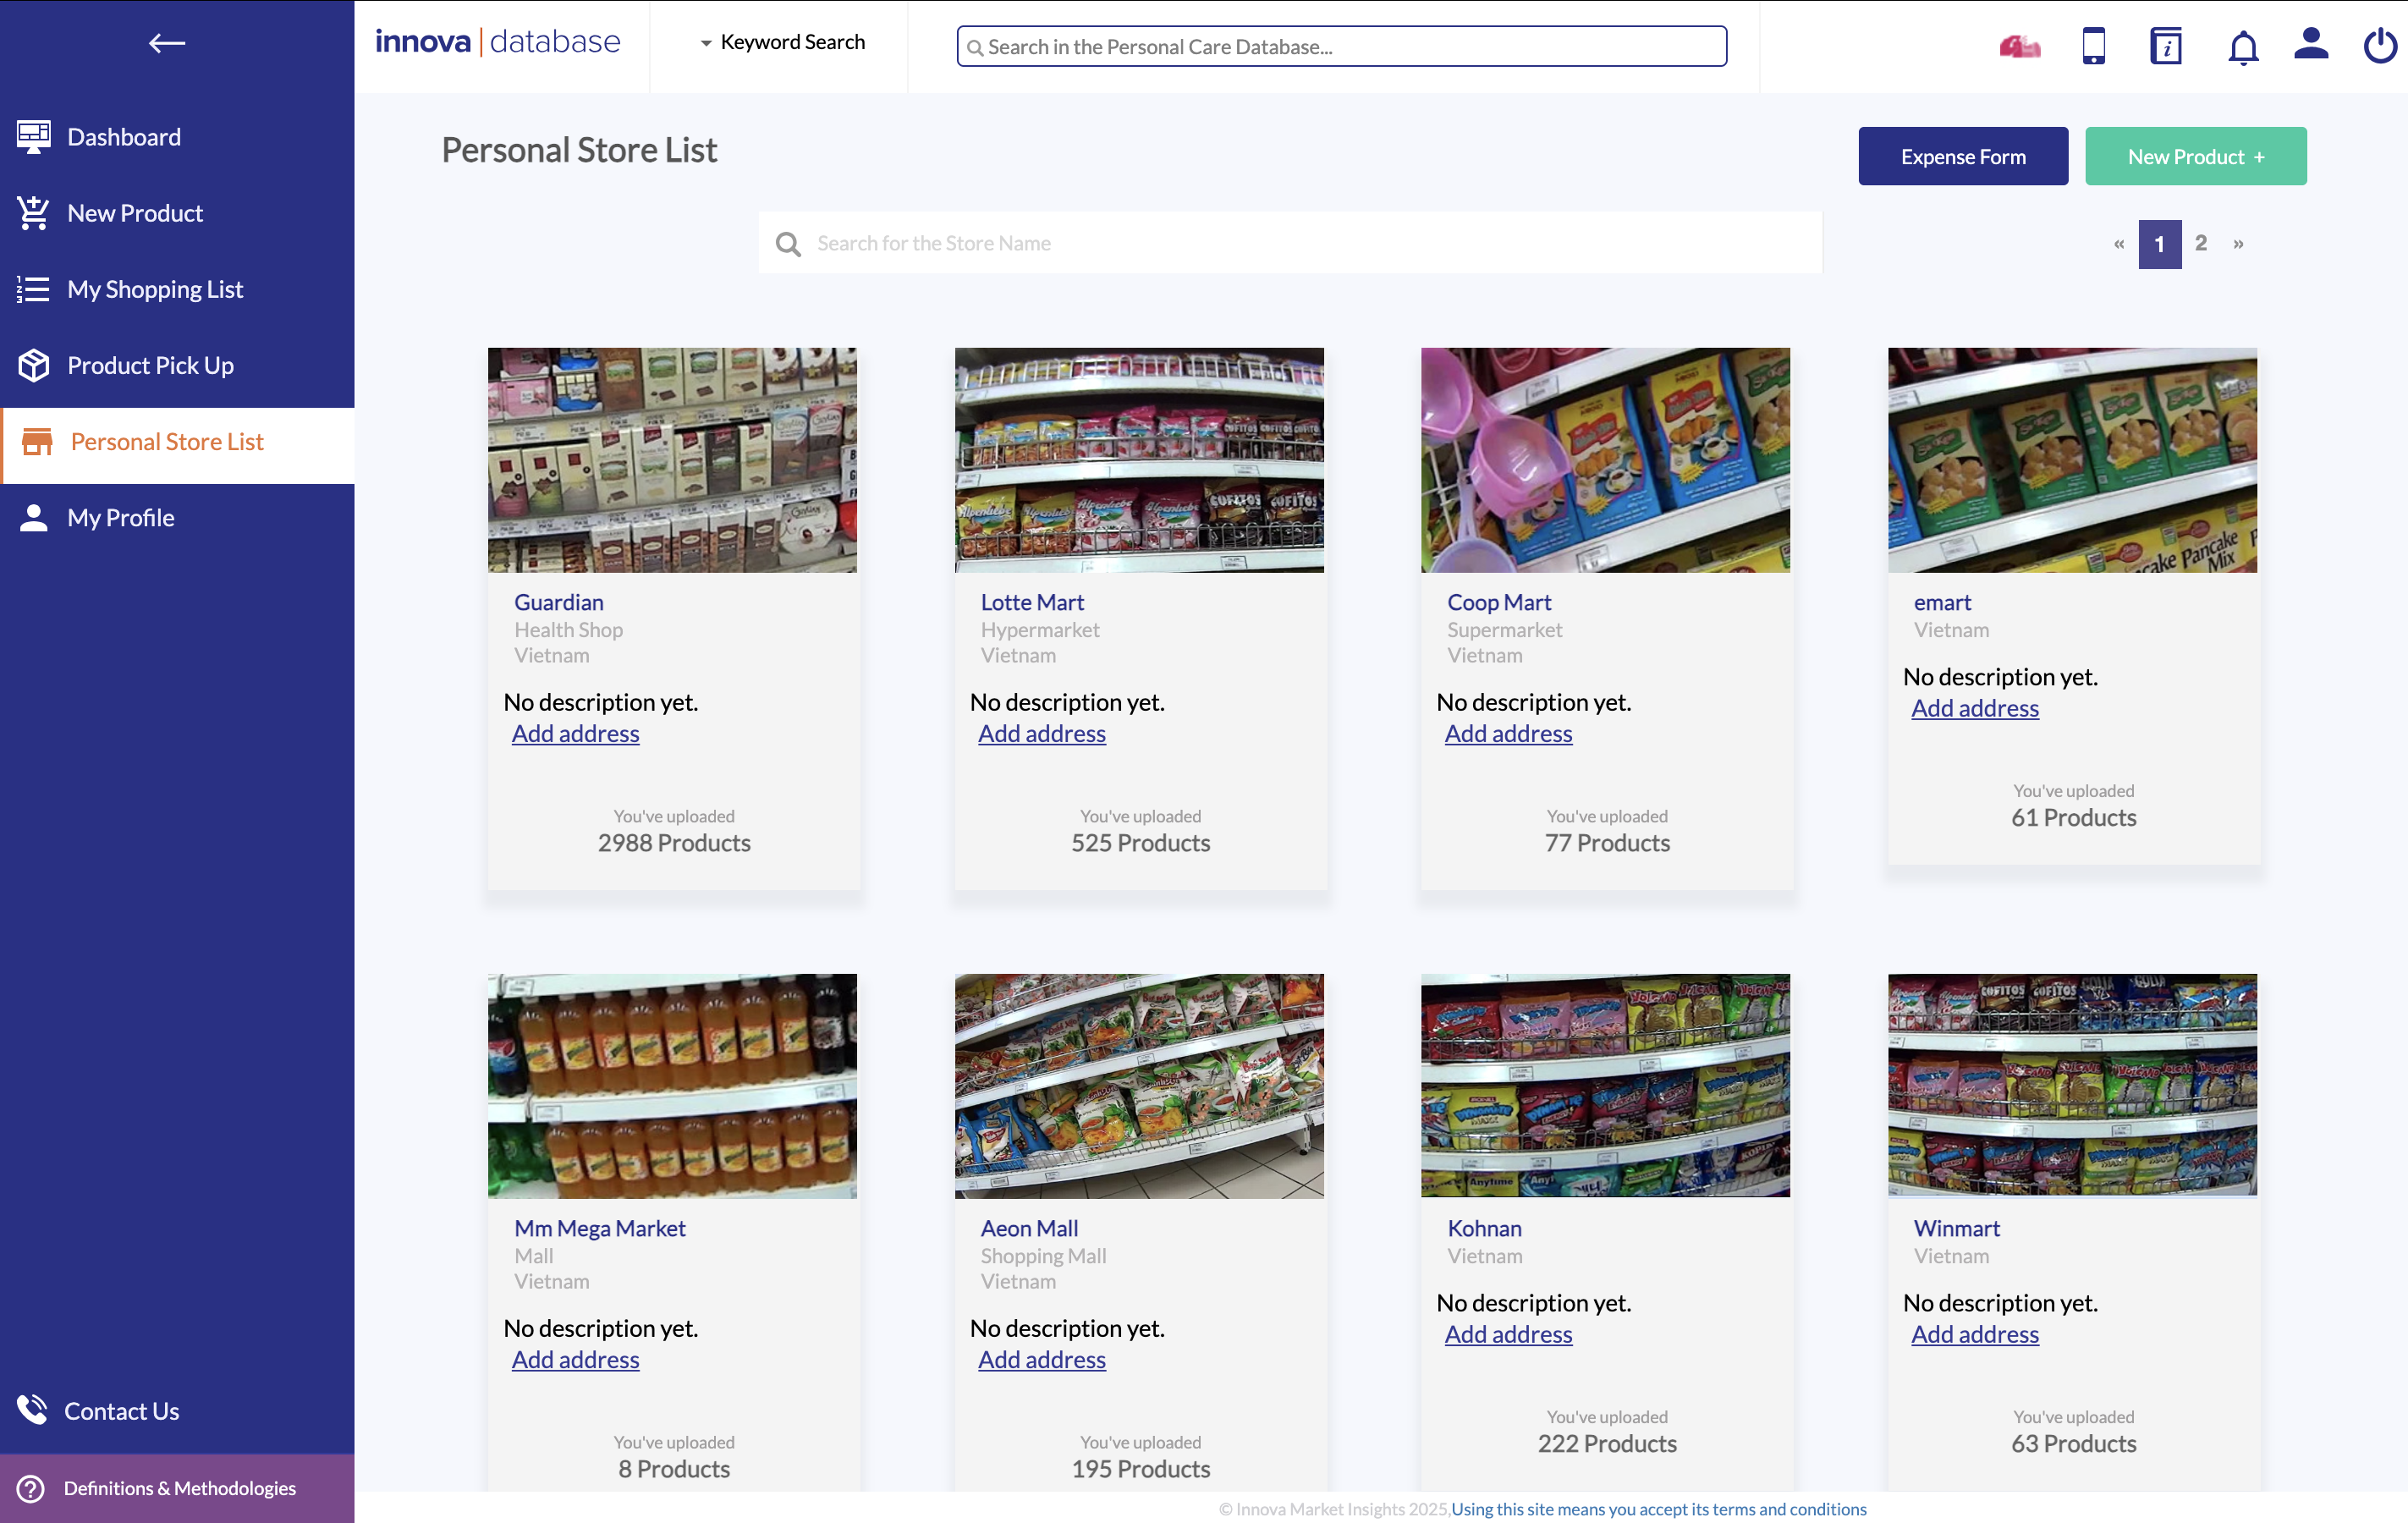 innova | database
Keyword Search
Search in the Personal Care Database...
Dashboard
New Product
My Shopping List
Product Pick Up
Personal Store List
My Profile
Contact Us
Definitions & Methodologies
Personal Store List
Expense Form
New Product +
Search for the Store Name
« 1 2 »
Guardian
Health Shop
Vietnam
No description yet.
Add address
You've uploaded
2988 Products
Lotte Mart
Hypermarket
Vietnam
No description yet.
Add address
You've uploaded
525 Products
Coop Mart
Supermarket
Vietnam
No description yet.
Add address
You've uploaded
77 Products
Pancake
Mix
emart
Vietnam
No description yet.
Add address
You've uploaded
61 Products
Mm Mega Market
Mall
Vietnam
No description yet.
Add address
You've uploaded
8 Products
Aeon Mall
Shopping Mall
Vietnam
No description yet.
Add address
You've uploaded
195 Products
Kohnan
Vietnam
No description yet.
Add address
You've uploaded
222 Products
Winmart
Vietnam
No description yet.
Add address
You've uploaded
63 Products
© Innova Market Insights 2025,Using this site means you accept its terms and conditions